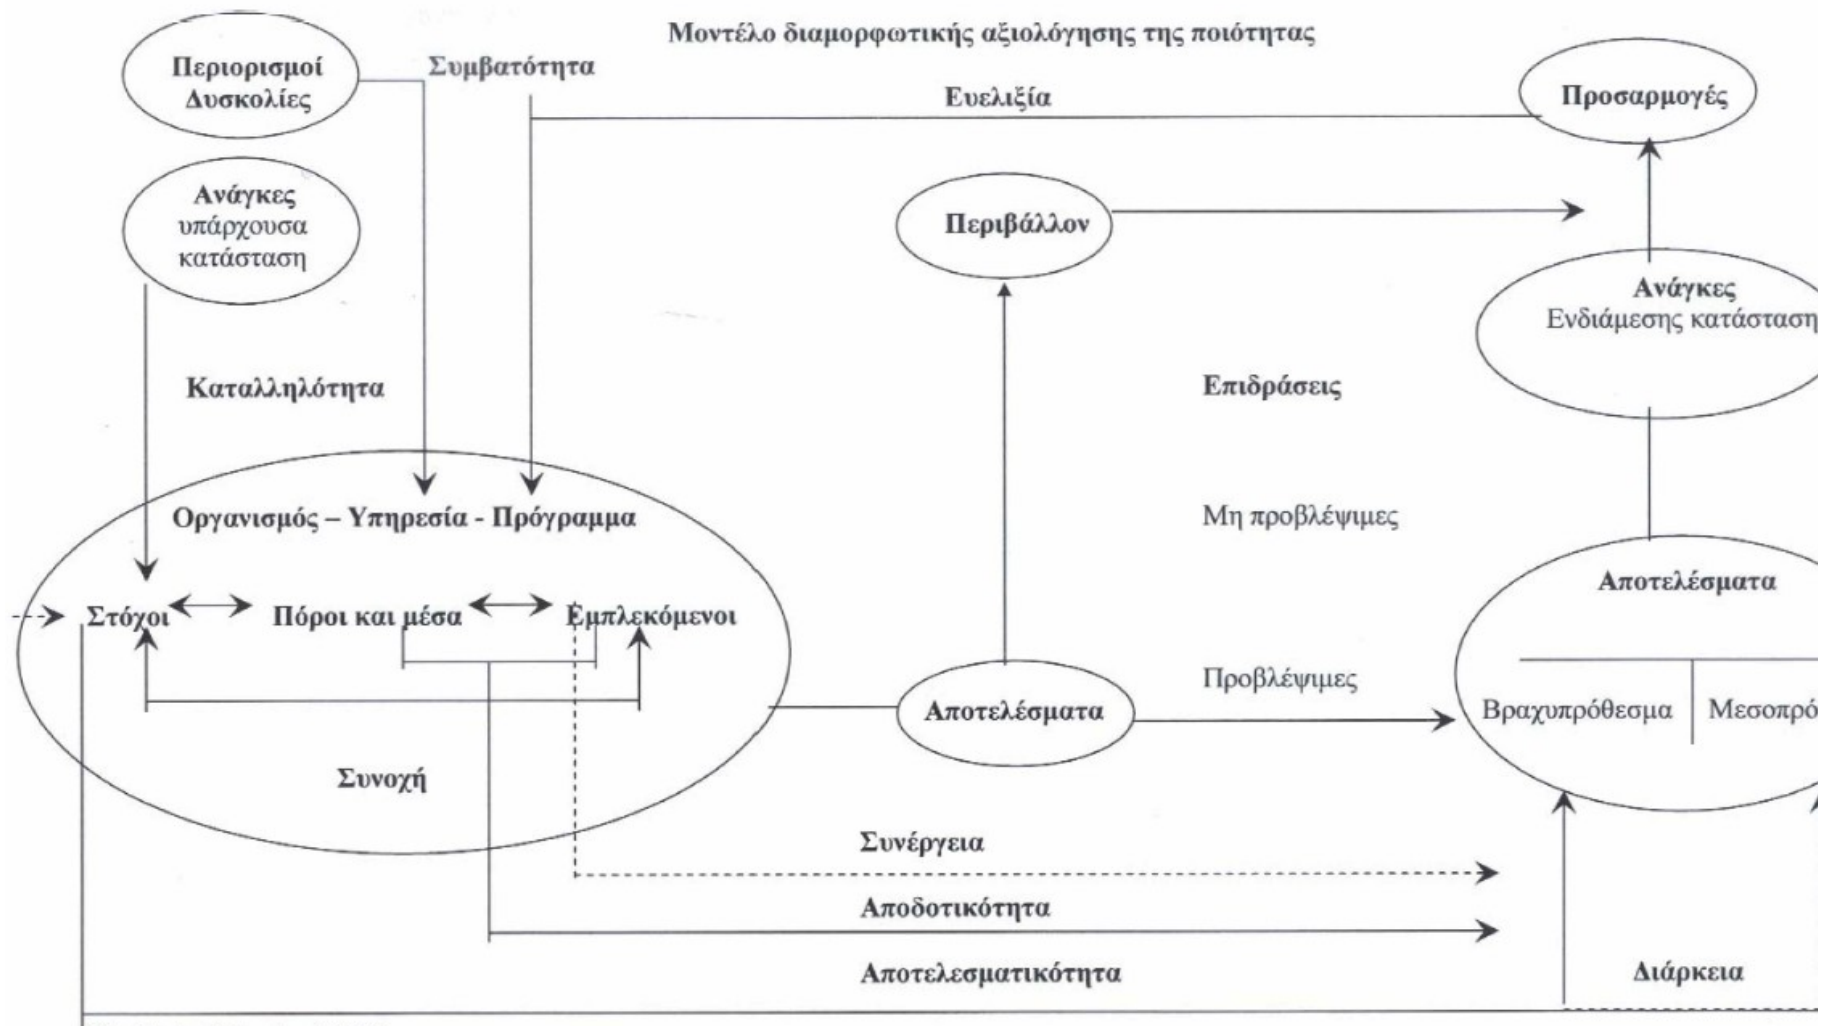 Μοντέλο διαμορφωτικής αξιολόγησης της ποιότητας
Περιορισμοί
Δυσκολίες
Συμβατότητα
Ευελιξία
Προσαρμογές
Ανάγκες
υπάρχουσα
κατάσταση
Περιβάλλον
Ανάγκες
Ενδιάμεσης κατάσταση
Καταλληλότητα
Επιδράσεις
Οργανισμός – Υπηρεσία - Πρόγραμμα
Μη προβλέψιμες
Αποτελέσματα
Στόχοι
Πόροι και μέσα
Εμπλεκόμενοι
Προβλέψιμες
Αποτελέσματα
Βραχυπρόθεσμα
Μεσοπρό
Συνοχή
Συνέργεια
Αποδοτικότητα
Αποτελεσματικότητα
Διάρκεια